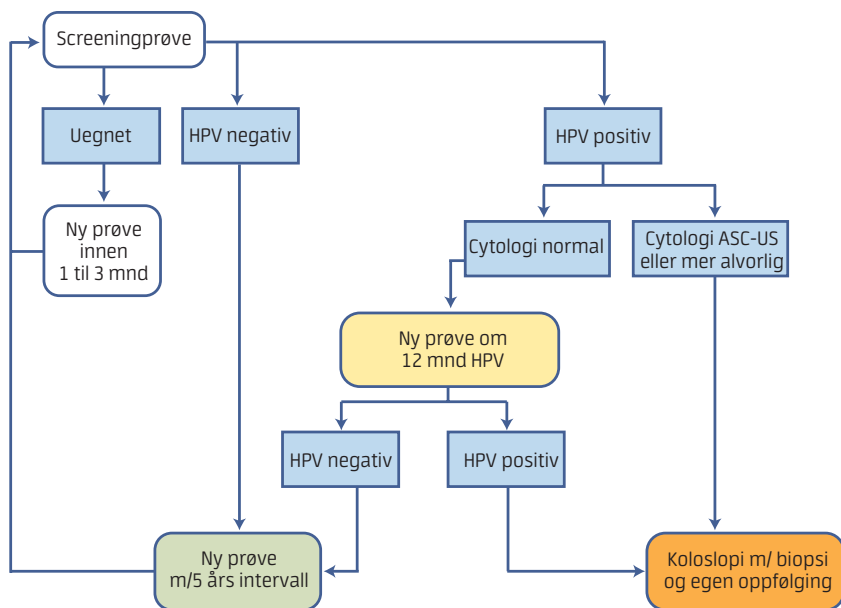 Screeningprøve
Uegnet
HPV negativ
HPV positiv
Ny prøve
innen
1 til 3 mnd
Cytologi normal
Cytologi ASC-US
eller mer alvorlig
Ny prøve om
12 mnd HPV
HPV negativ
HPV positiv
Ny prøve
m/5 års intervall
Koloslopi m/ biopsi
og egen oppfølging